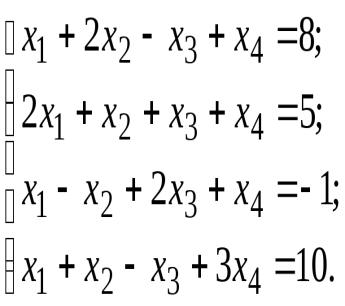 x₁ + 2x₂ - x₃ + x₄ =8;
2x₁ + x₂ + x₃ + x₄ =5;
x₁ - x₂ + 2x₃ + x₄ =- 1;
x₁ + x₂ - x₃ +3x₄ =10.